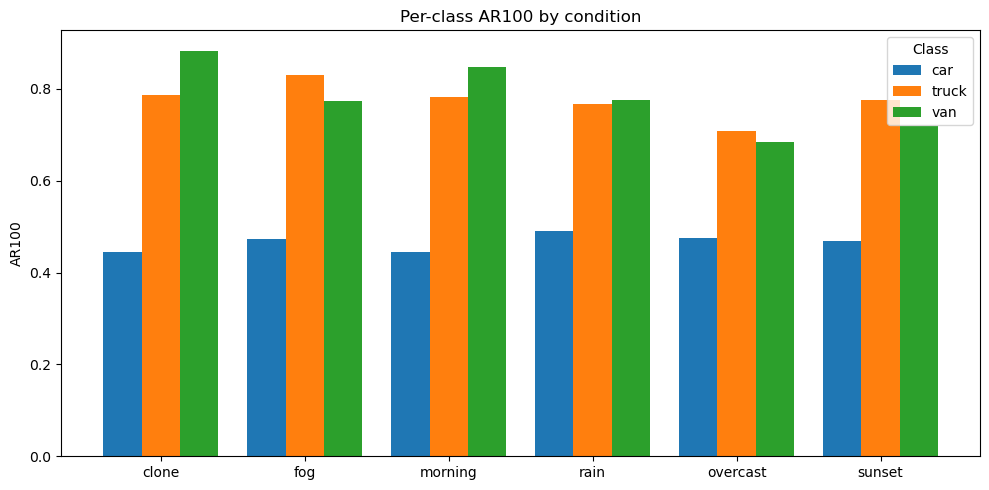 Per-class AR100 by condition
Class
car
truck
van
AR100
0.8
0.6
0.4
0.2
0.0
clone fog morning rain overcast sunset